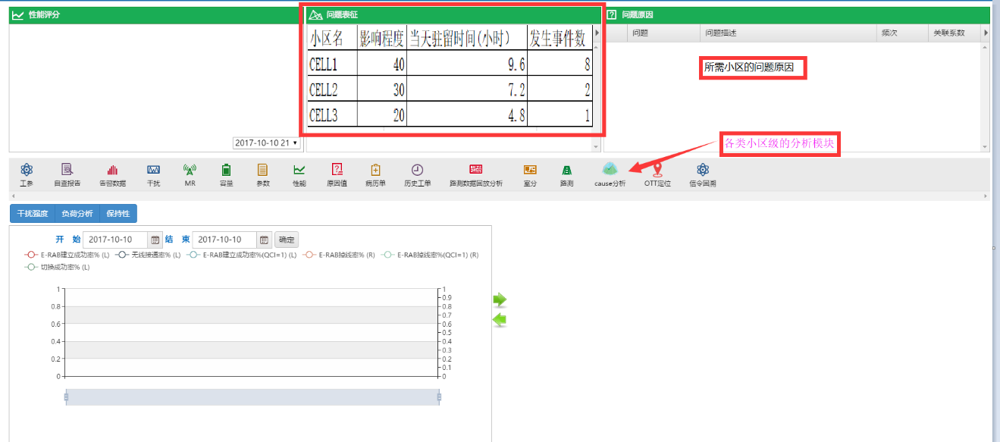 性能评分
问题表征
问题原因
小区名 影响程度 当天驻留时间(小时) 发生事件数
CELL1 40 9.6 8
CELL2 30 7.2 2
CELL3 20 4.8 1
问题 问题描述 频次 关联系数
所需小区的问题原因
2017-10-10 21
各类小区级的分析模块
工参 自查报告 告警数据 干扰 MR 容量 参数 性能 原因值 病历单 历史工单 路测数据回放分析 室分 路测 cause分析 OTT定位 信令回溯
干扰强度 负荷分析 保持性
开 始 2017-10-10 结 束 2017-10-10 确定
E-RAB建立成功率% (L) 无线接通率% (L) E-RAB建立成功率%(QCI=1) (L) E-RAB掉线率% (R) E-RAB掉线率%(QCI=1) (R)
切换成功率% (L)
1 1
0.9
0.8 0.8
0.7
0.6 0.6
0.5
0.4 0.4
0.3
0.2 0.2
0.1
0 0